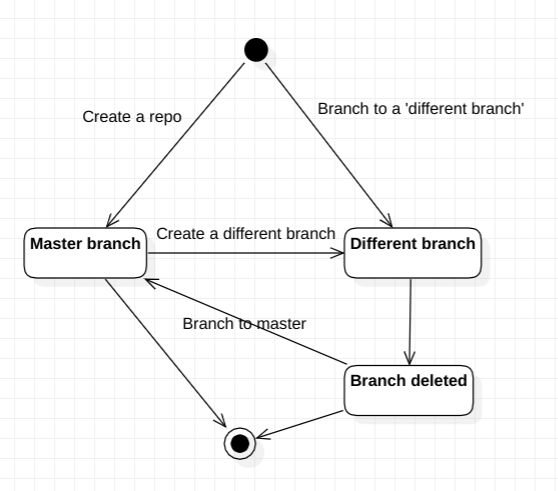 Create a repo
Branch to a 'different branch'
Master branch
Create a different branch
Different branch
Branch to master
Branch deleted